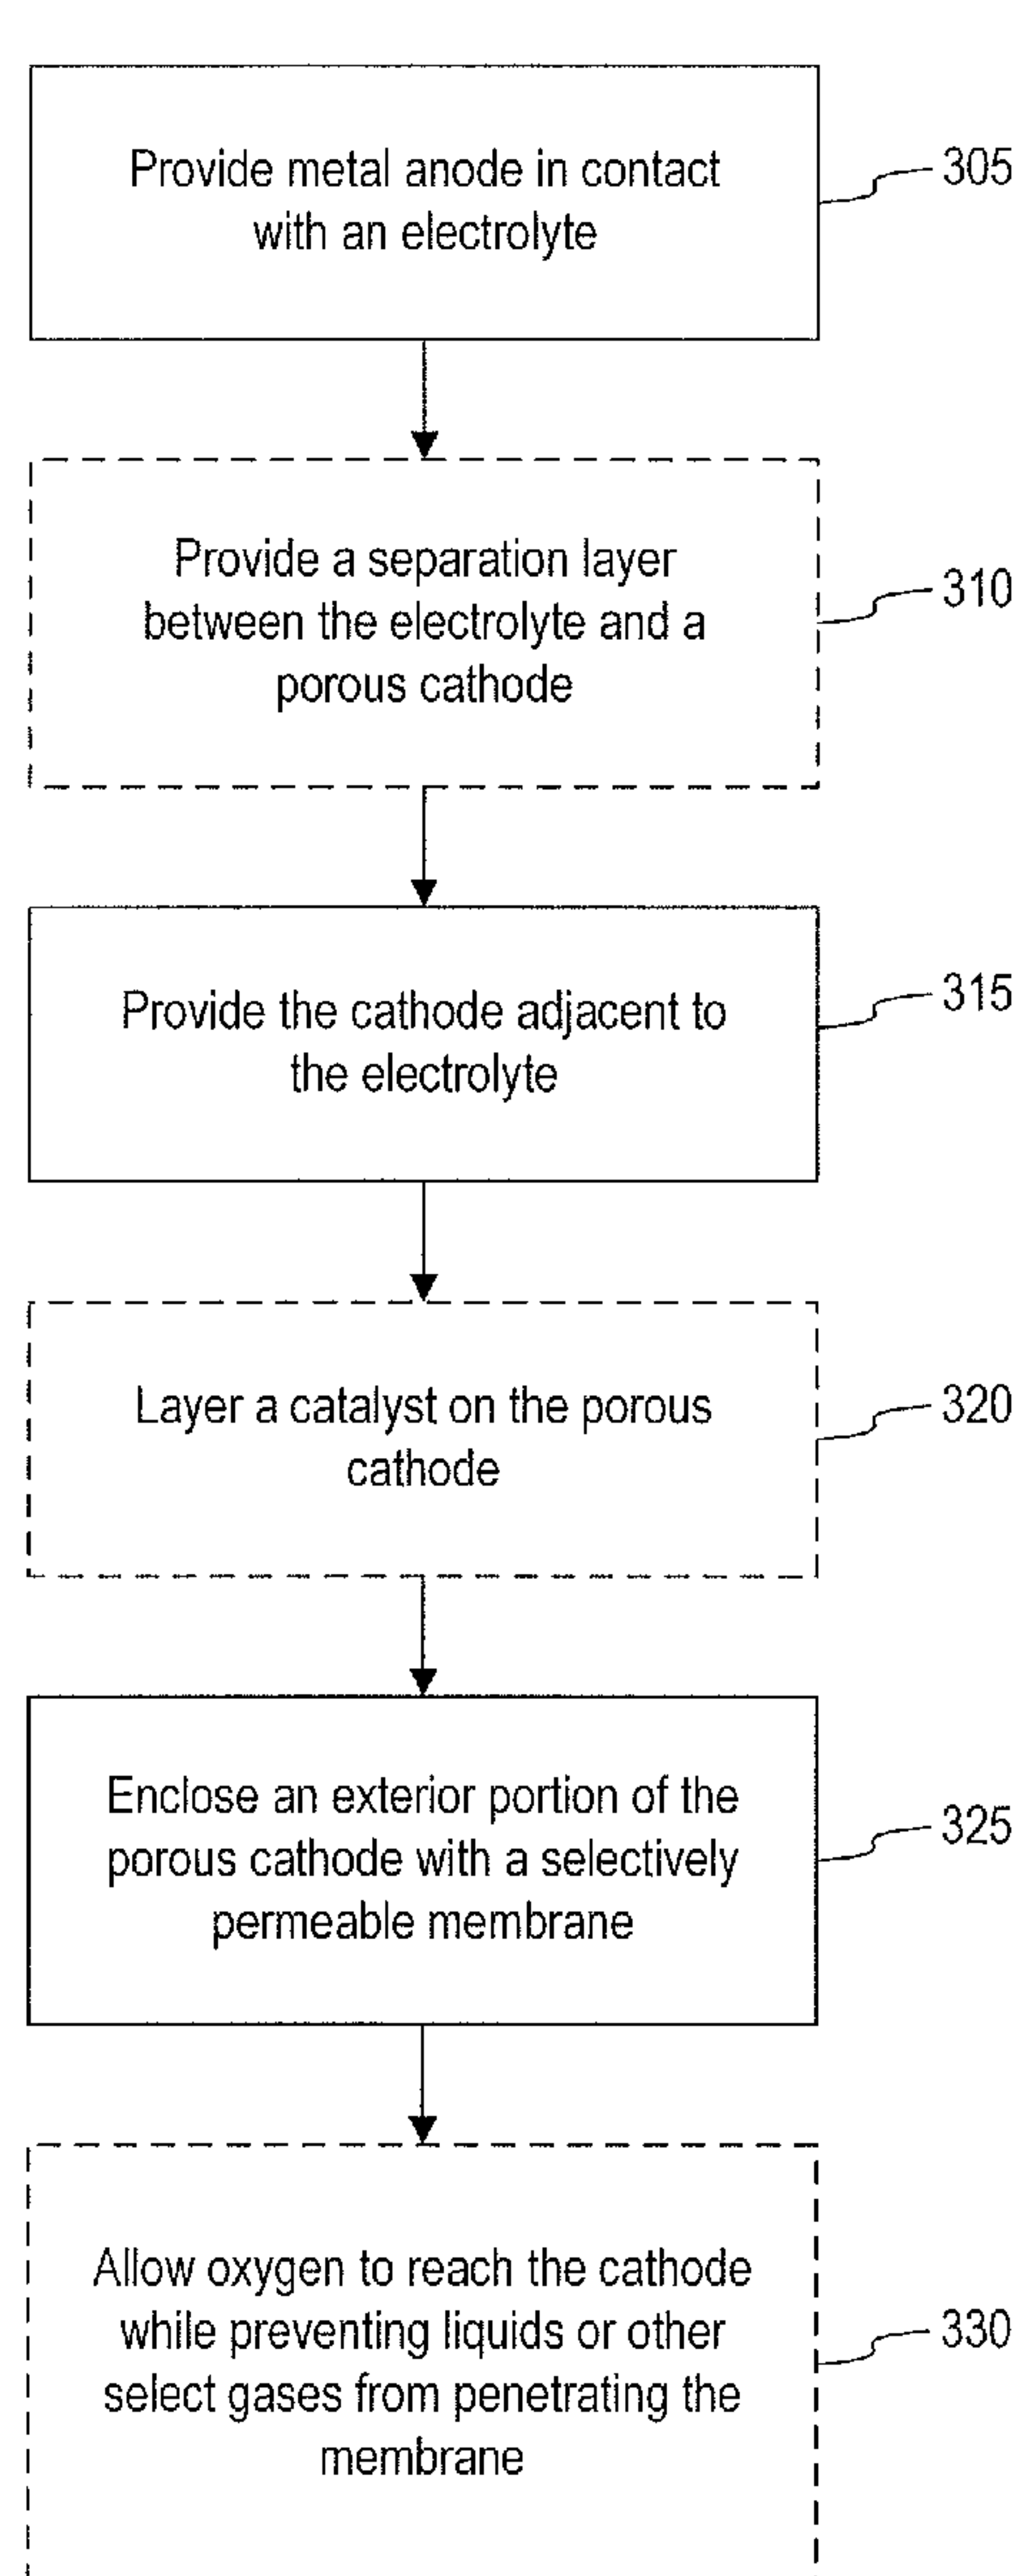 Provide metal anode in contact
with an electrolyte
305
Provide a separation layer
between the electrolyte and a
porous cathode
310
Provide the cathode adjacent to
the electrolyte
315
Layer a catalyst on the porous
cathode
320
Enclose an exterior portion of the
porous cathode with a selectively
permeable membrane
325
Allow oxygen to reach the cathode
while preventing liquids or other
select gases from penetrating the
membrane
330